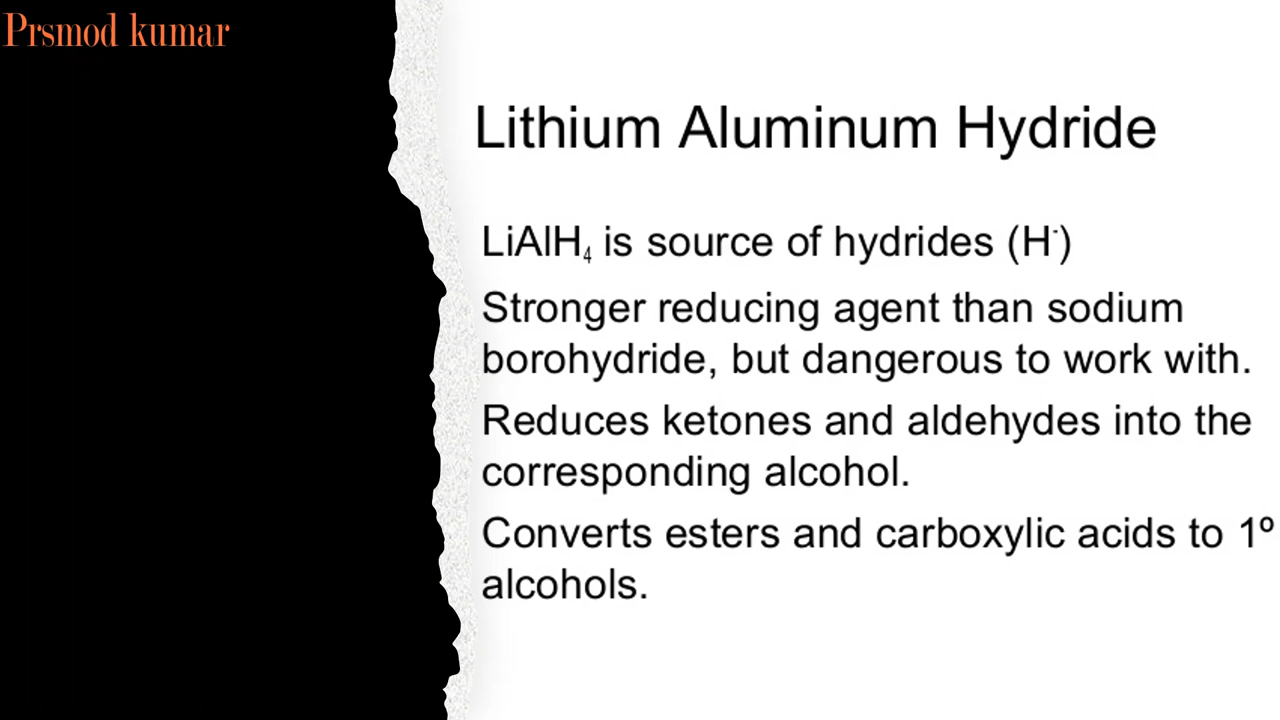 Prsmod kumar
Lithium Aluminum Hydride
LiAlH₄ is source of hydrides (H⁻)
Stronger reducing agent than sodium
borohydride, but dangerous to work with.
Reduces ketones and aldehydes into the
corresponding alcohol.
Converts esters and carboxylic acids to 1º
alcohols.